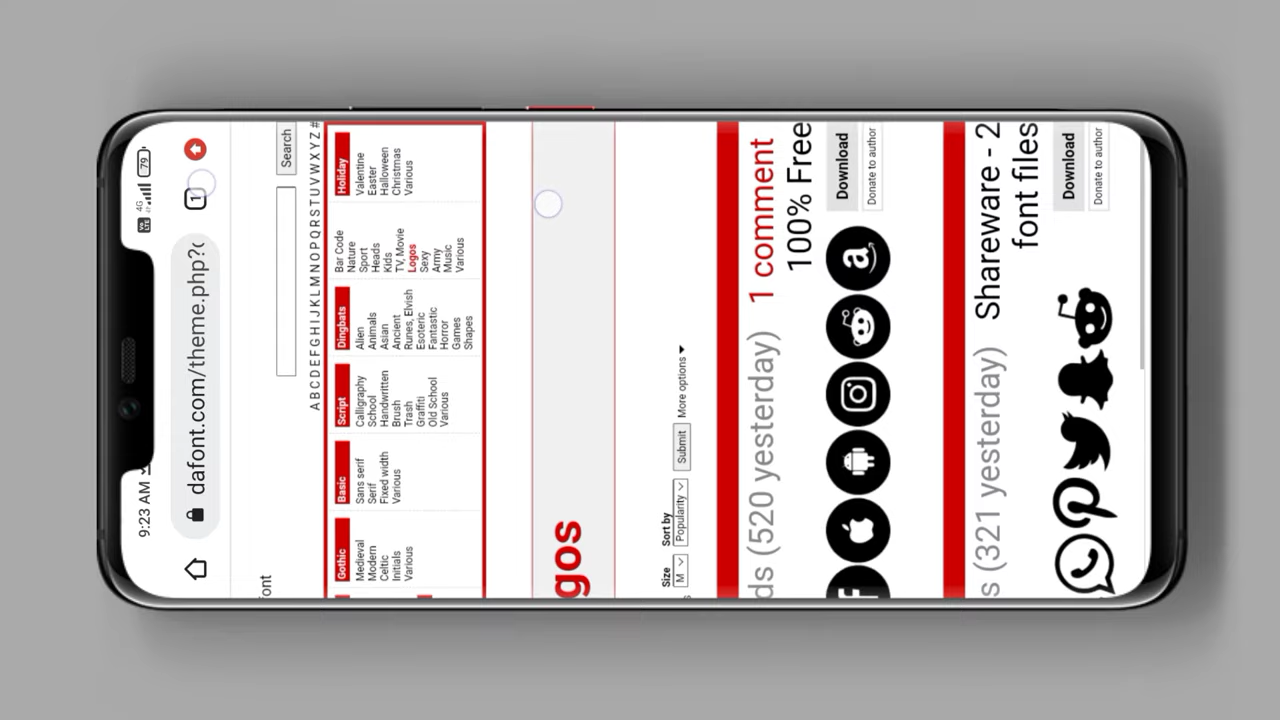 9:23 AM
4G
79
dafont.com/theme.php?
1
ont
Search
A B C D E F G H I J K L M N O P Q R S T U V W X Y Z #
Gothic
Medieval
Modern
Celtic
Initials
Various
Basic
Sans serif
Serif
Fixed width
Various
Script
Calligraphy
School
Handwritten
Brush
Trash
Graffiti
Old School
Various
Dingbats
Alien
Animals
Asian
Ancient
Runes, Elvish
Esoteric
Fantastic
Horror
Games
Shapes
Bar Code
Nature
Sport
Heads
Kids
TV, Movie
Logos
Sexy
Army
Music
Various
Holiday
Valentine
Easter
Halloween
Christmas
Various
gos
Size
M
Sort by
Popularity
Submit
More options
ds (520 yesterday) 1 comment
100% Free
Download
Donate to author
s (321 yesterday) Shareware - 2
font files
Download
Donate to author